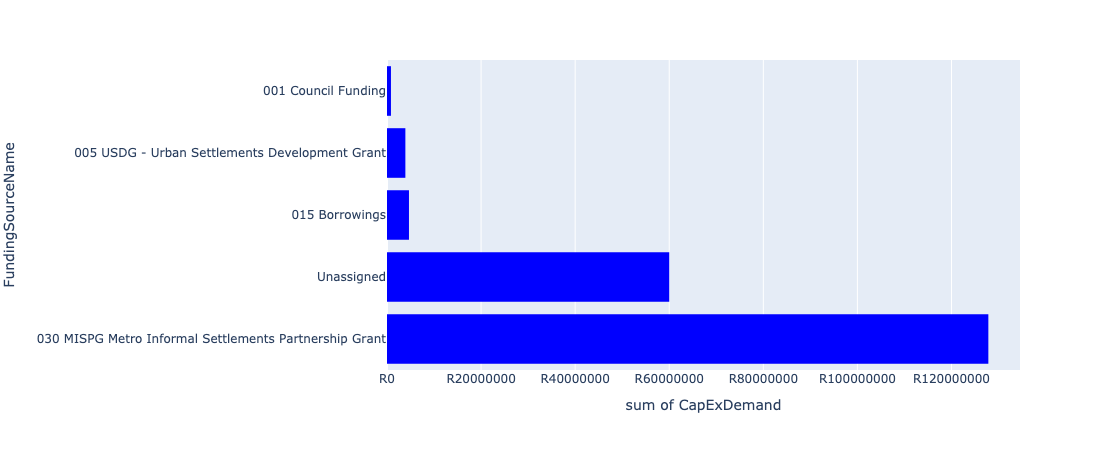 001 Council Funding
005 USDG - Urban Settlements Development Grant
015 Borrowings
Unassigned
030 MISPG Metro Informal Settlements Partnership Grant
FundingSourceName
R0 R20000000 R40000000 R60000000 R80000000 R100000000 R120000000
sum of CapExDemand